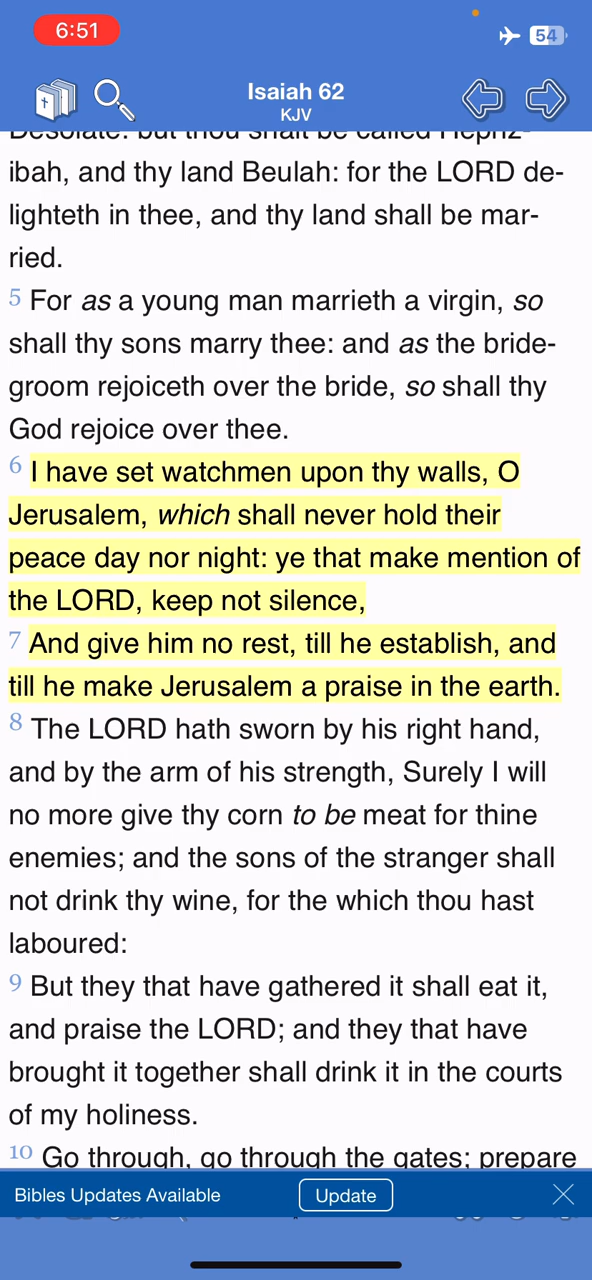 6:51
54
Isaiah 62
KJV
Desolate: but thou shalt be called Hephz-
ibah, and thy land Beulah: for the LORD de-
lighteth in thee, and thy land shall be mar-
ried.
5 For as a young man marrieth a virgin, so
shall thy sons marry thee: and as the bride-
groom rejoiceth over the bride, so shall thy
God rejoice over thee.
6 I have set watchmen upon thy walls, O
Jerusalem, which shall never hold their
peace day nor night: ye that make mention of
the LORD, keep not silence,
7 And give him no rest, till he establish, and
till he make Jerusalem a praise in the earth.
8 The LORD hath sworn by his right hand,
and by the arm of his strength, Surely I will
no more give thy corn to be meat for thine
enemies; and the sons of the stranger shall
not drink thy wine, for the which thou hast
laboured:
9 But they that have gathered it shall eat it,
and praise the LORD; and they that have
brought it together shall drink it in the courts
of my holiness.
10 Go through, go through the gates; prepare
Bibles Updates Available
Update